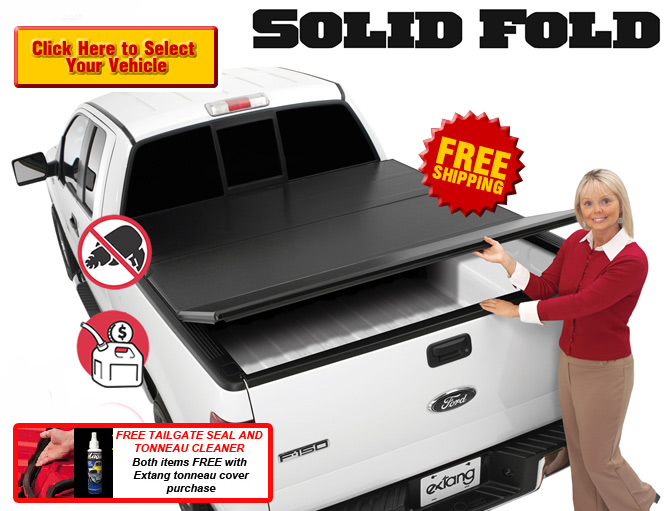 SOLID FOLD
Click Here to Select
Your Vehicle
FREE
SHIPPING
$
Ford
F-150
extang
FREE TAILGATE SEAL AND
TONNEAU CLEANER
Both items FREE with
Extang tonneau cover
purchase